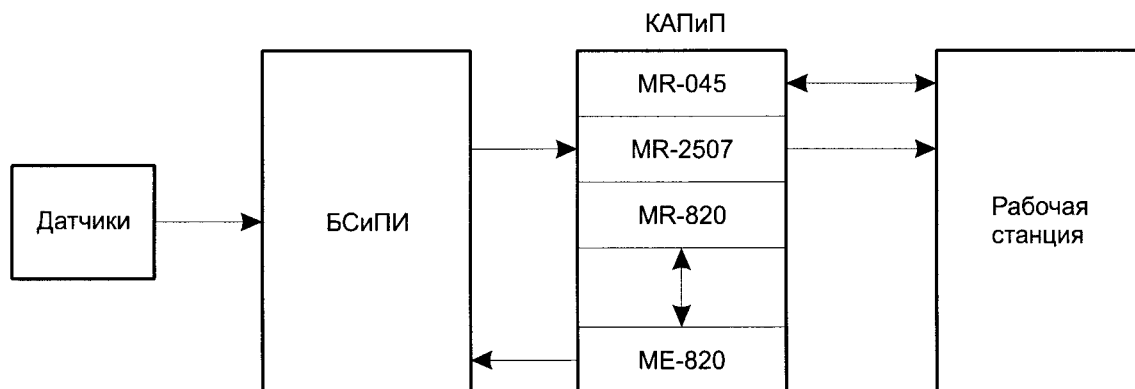 КАПиП
MR-045
MR-2507
MR-820
ME-820
Датчики
БСиПИ
Рабочая
станция